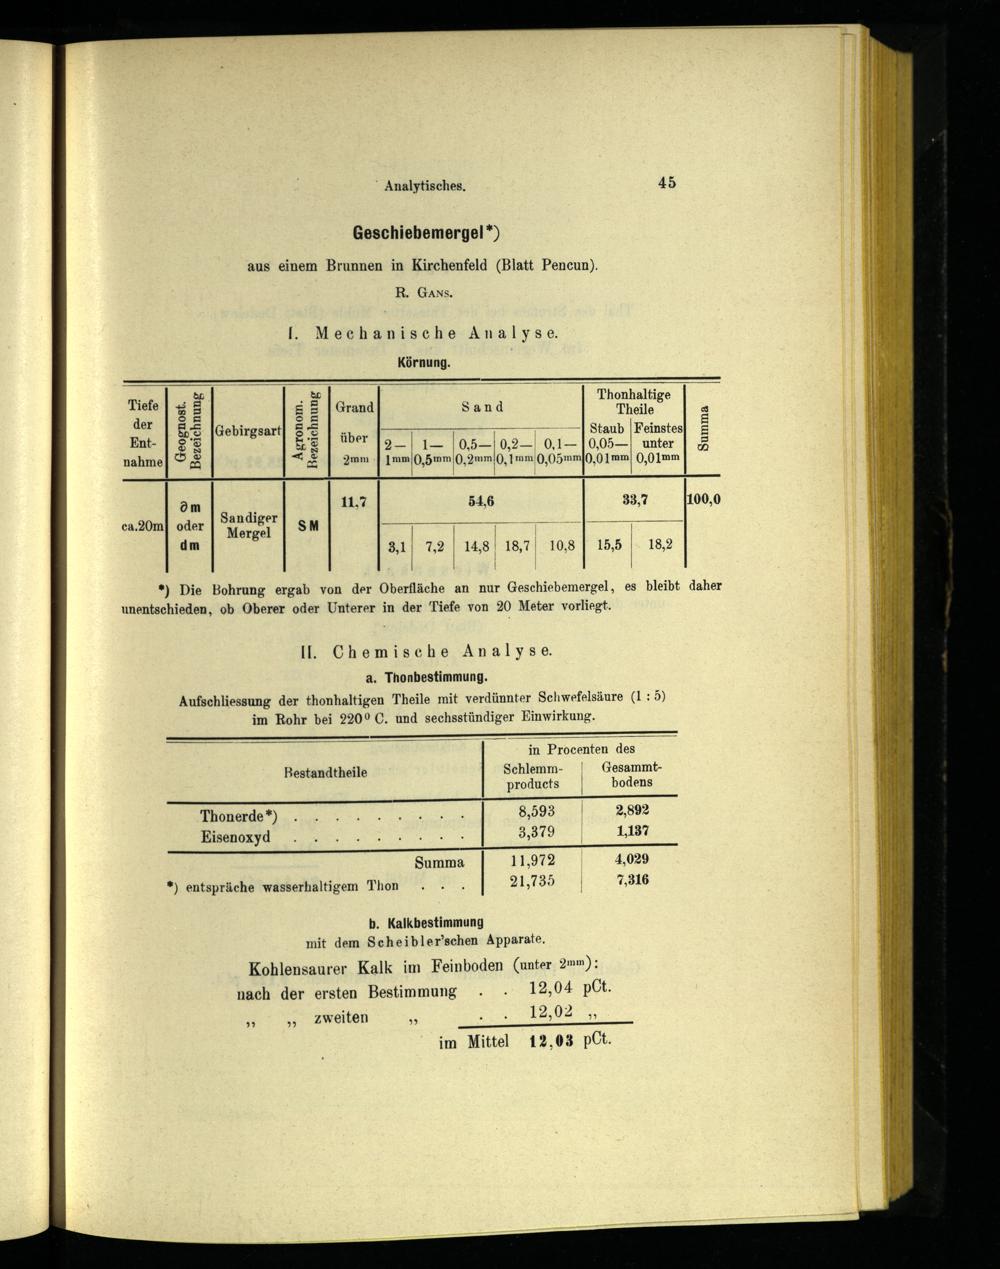 Analytisches. 45
Geschiebemergel*)
aus einem Brunnen in Kirchenfeld (Blatt Pencun).
R. GANS.
I. Mechanische Analyse.
Körnung.
Tiefe der Ent- nahme | Geognost. Bezeichnung | Gebirgsart | Agronom. Bezeichnung | Grand über 2mm | Sand | Thonhaltige Theile | Summa
2— 1mm | 1— 0,5mm | 0,5— 0,2mm | 0,2— 0,1mm | 0,1— 0,05mm | Staub 0,05— 0,01mm | Feinstes unter 0,01mm
ca.20m | ∂m oder dm | Sandiger Mergel | SM | 11,7 | 54,6 | 33,7 | 100,0
3,1 | 7,2 | 14,8 | 18,7 | 10,8 | 15,5 | 18,2
*) Die Bohrung ergab von der Oberfläche an nur Geschiebemergel, es bleibt daher
unentschieden, ob Oberer oder Unterer in der Tiefe von 20 Meter vorliegt.
II. Chemische Analyse.
a. Thonbestimmung.
Aufschliessung der thonhaltigen Theile mit verdünnter Schwefelsäure (1 : 5)
im Rohr bei 220° C. und sechsstündiger Einwirkung.
Bestandtheile | in Procenten des
Schlemm- products | Gesammt- bodens
Thonerde*) . . . . . . . . . 8,593 2,892
Eisenoxyd . . . . . . . . 3,379 1,137
Summa 11,972 4,029
*) entspräche wasserhaltigem Thon . . . 21,735 7,316
b. Kalkbestimmung
mit dem Scheibler'schen Apparate.
Kohlensaurer Kalk im Feinboden (unter 2mm):
nach der ersten Bestimmung . . 12,04 pCt.
„ „ zweiten „ . . 12,02 „
im Mittel 12,03 pCt.